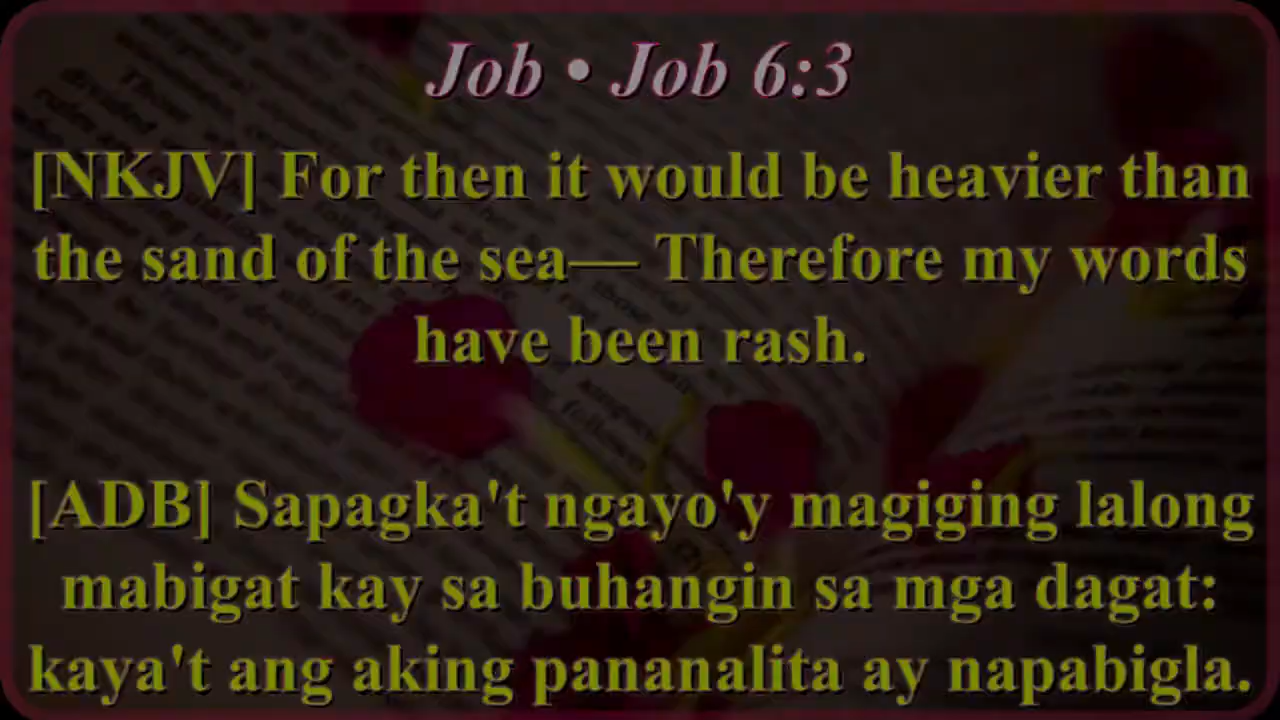 Job • Job 6:3
[NKJV] For then it would be heavier than
the sand of the sea— Therefore my words
have been rash.
[ADB] Sapagka't ngayo'y magiging lalong
mabigat kay sa buhangin sa mga dagat:
kaya't ang aking pananalita ay napabigla.